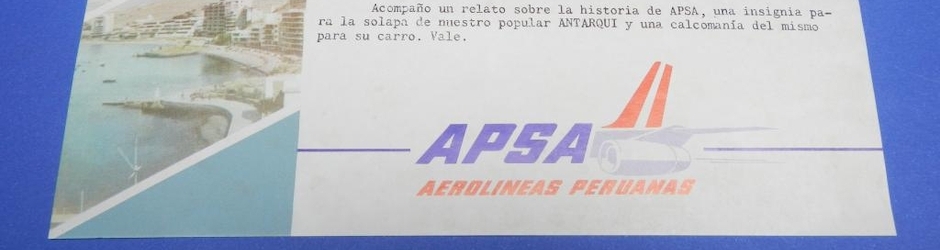 Acompaño un relato sobre la historia de APSA, una insignia pa-
ra la solapa de nuestro popular ANTARQUI y una calcomanía del mismo
para su carro. Vale.
APSA
AEROLINEAS PERUANAS